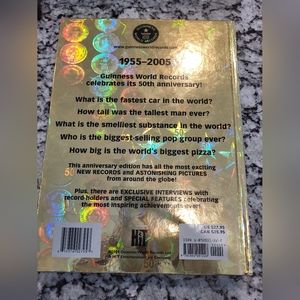 www.guinnessworldrecords.com
1955-2005
Guinness World Records
celebrates its 50th anniversary!
What is the fastest car in the world?
How tall was the tallest man ever?
What is the smelliest substance in the world?
Who is the biggest-selling pop group ever?
How big is the world's biggest pizza?
This anniversary edition has all the most exciting
NEW RECORDS and ASTONISHING PICTURES
from around the globe!
Plus, there are EXCLUSIVE INTERVIEWS with
record-holders and SPECIAL FEATURES celebrating
the most inspiring achievements ever!
HiT